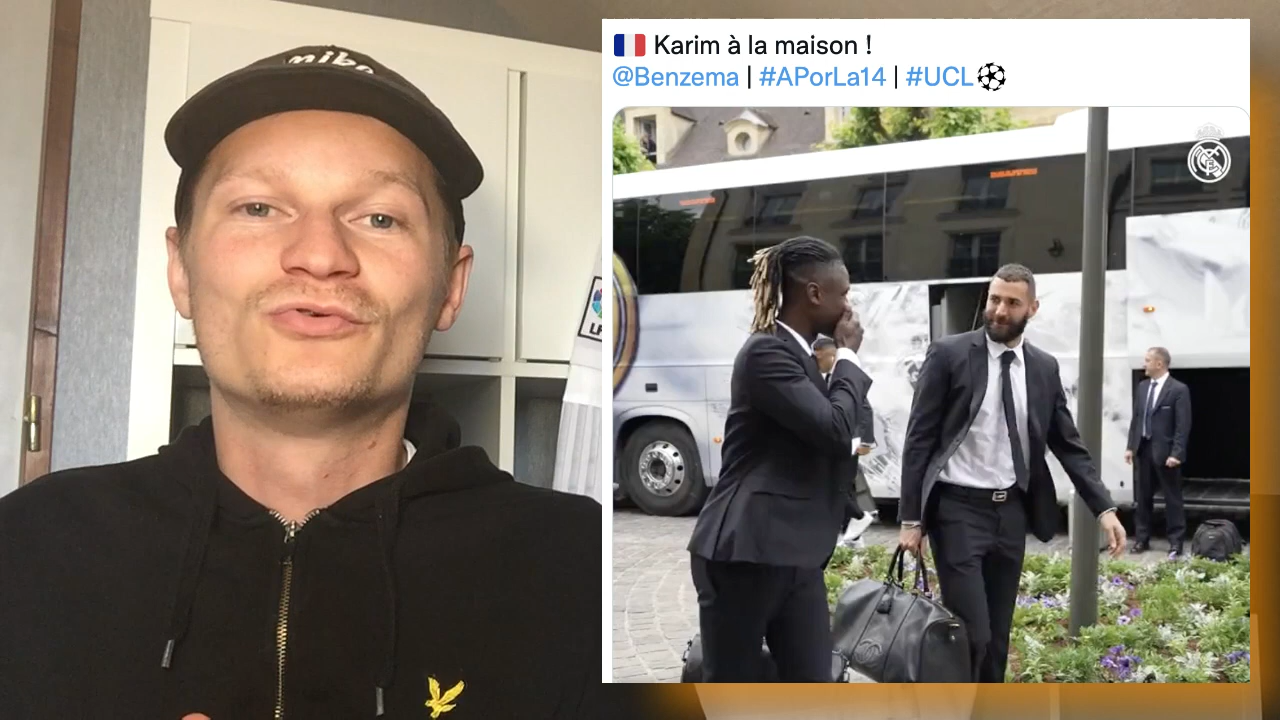 🇫🇷 Karim à la maison !
@Benzema | #APorLa14 | #UCL⚽